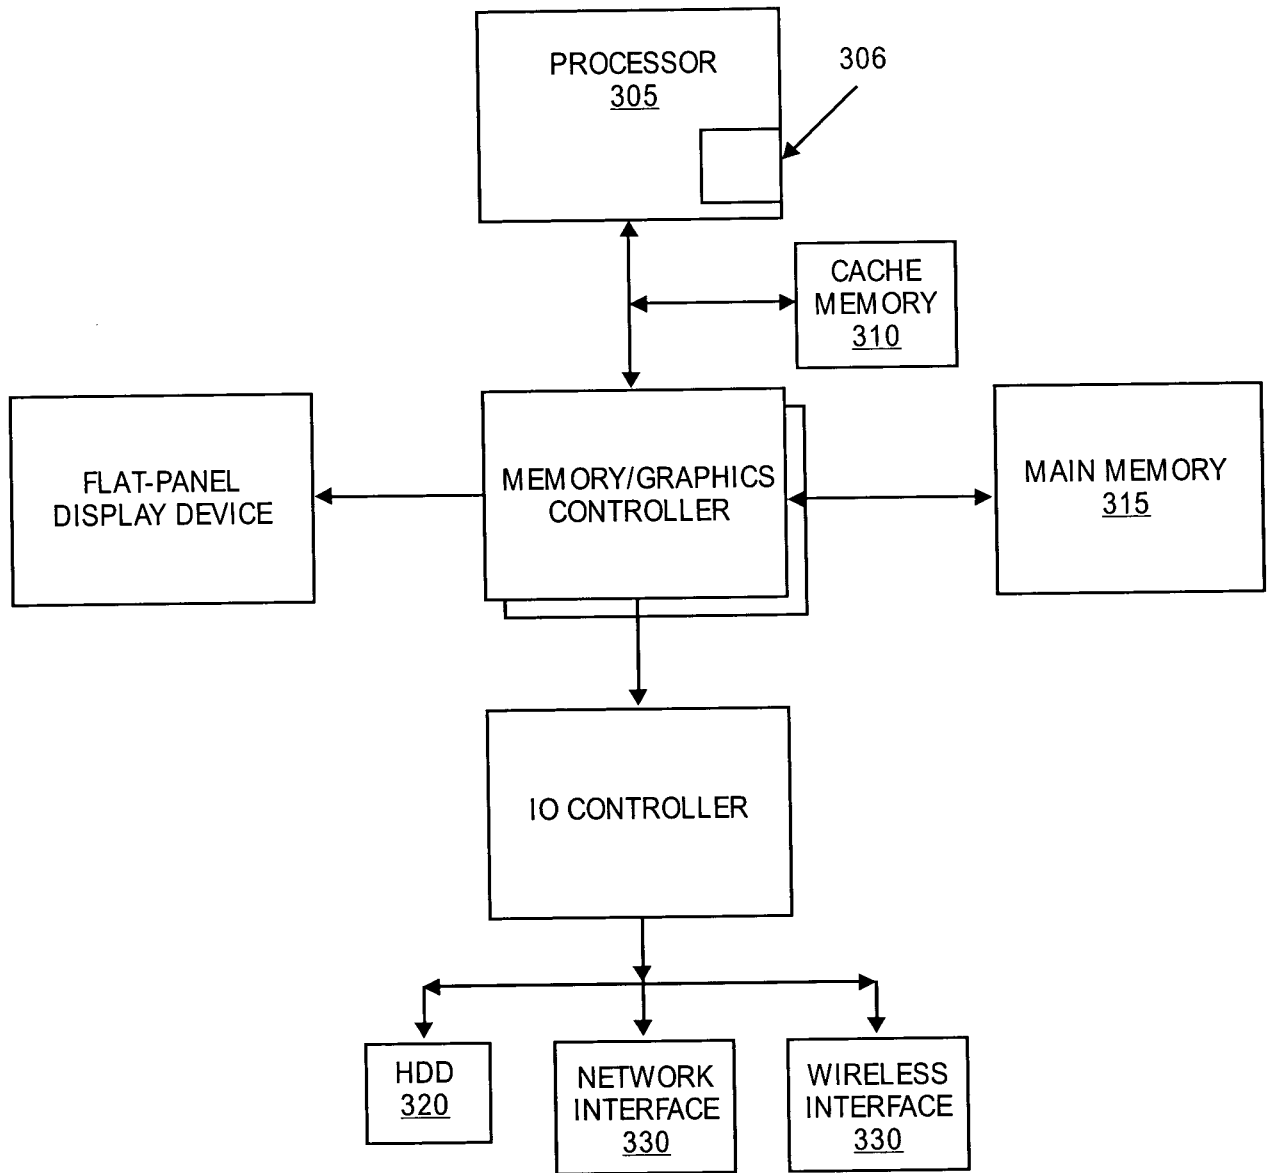 PROCESSOR
305
306
CACHE
MEMORY
310
FLAT-PANEL
DISPLAY DEVICE
MEMORY/GRAPHICS
CONTROLLER
MAIN MEMORY
315
IO CONTROLLER
HDD
320
NETWORK
INTERFACE
330
WIRELESS
INTERFACE
330